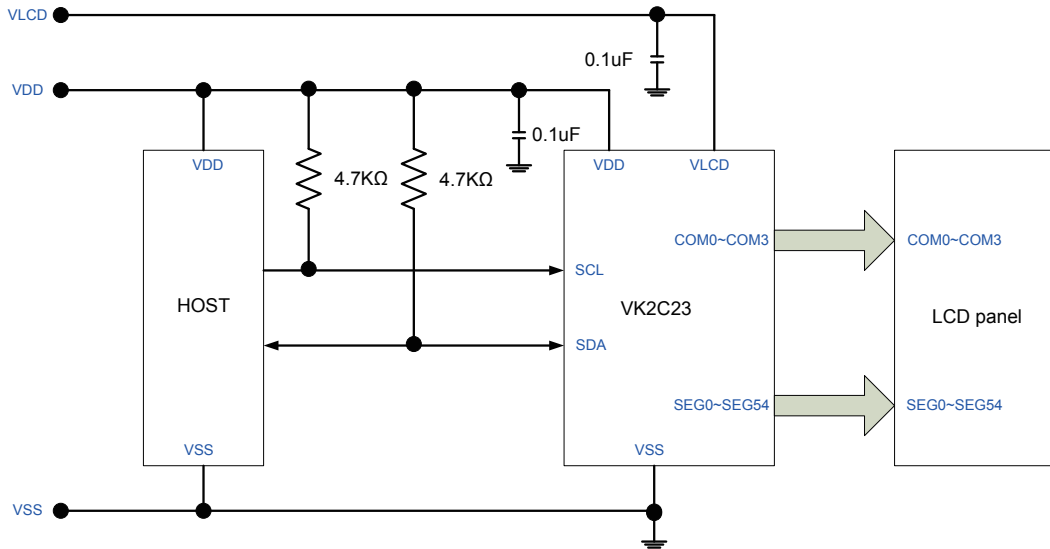 VLCD
0.1uF
VDD
0.1uF
VDD
4.7KΩ
4.7KΩ
VDD
VLCD
COM0~COM3
COM0~COM3
SCL
HOST
VK2C23
LCD panel
SDA
SEG0~SEG54
SEG0~SEG54
VSS
VSS
VSS